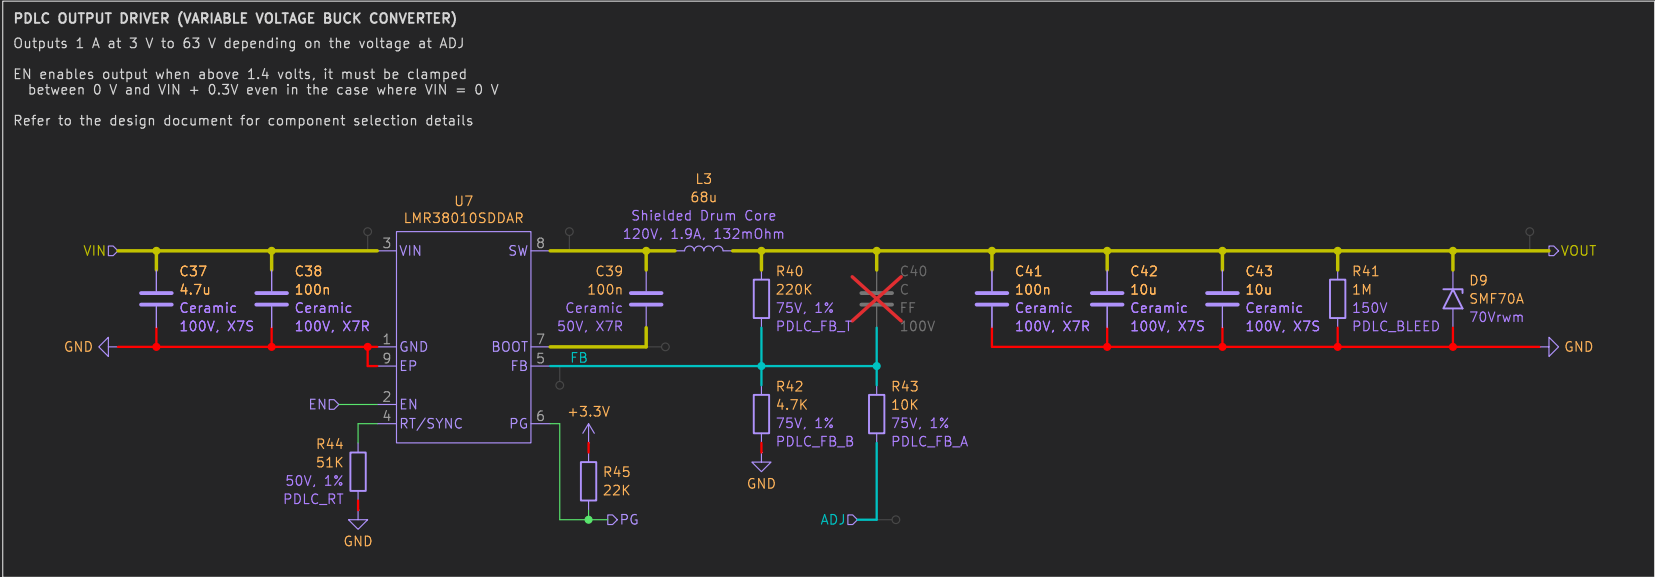 PDLC OUTPUT DRIVER (VARIABLE VOLTAGE BUCK CONVERTER)
Outputs 1 A at 3 V to 63 V depending on the voltage at ADJ
EN enables output when above 1.4 volts, it must be clamped
between 0 V and VIN + 0.3V even in the case where VIN = 0 V
Refer to the design document for component selection details
VIN
C37
4.7u
Ceramic
100V, X7S
C38
100n
Ceramic
100V, X7R
GND
U7
LMR38010SDDAR
3 VIN
1 GND
9 EP
2 EN
4 RT/SYNC
SW 8
BOOT 7
FB 5
PG 6
EN
R44
51K
50V, 1%
PDLC_RT
GND
FB
+3.3V
R45
22K
PG
C39
100n
Ceramic
50V, X7R
L3
68u
Shielded Drum Core
120V, 1.9A, 132mOhm
R40
220K
75V, 1%
PDLC_FB_T
C40
C
FF
100V
R42
4.7K
75V, 1%
PDLC_FB_B
GND
R43
10K
75V, 1%
PDLC_FB_A
ADJ
C41
100n
Ceramic
100V, X7R
C42
10u
Ceramic
100V, X7S
C43
10u
Ceramic
100V, X7S
R41
1M
150V
PDLC_BLEED
D9
SMF70A
70Vrwm
VOUT
GND